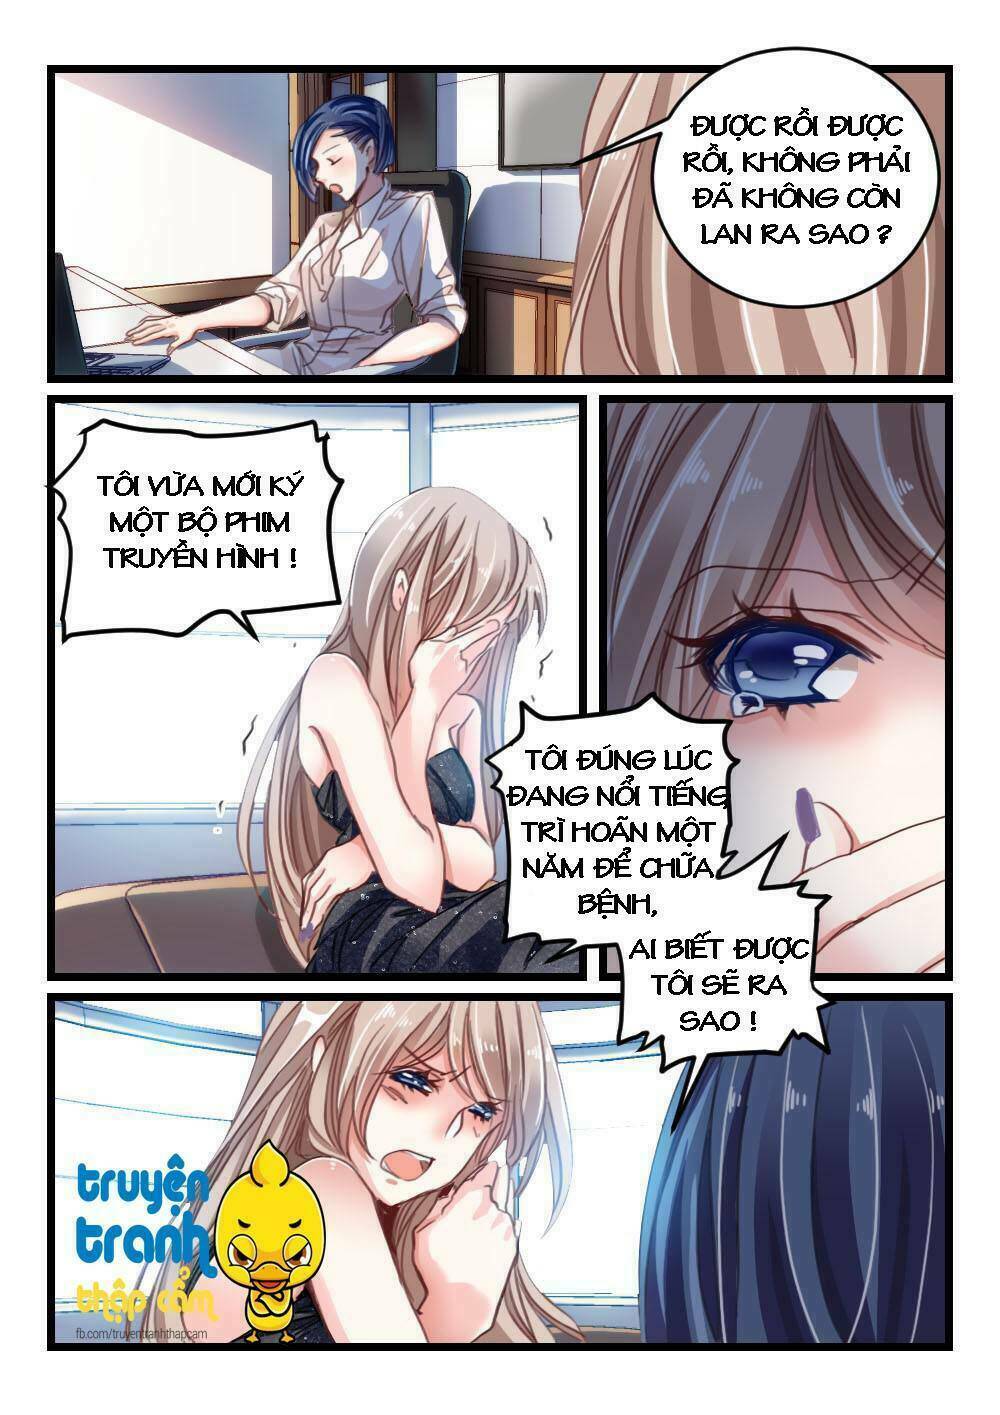 ĐƯỢC RỒI ĐƯỢC
RỒI, KHÔNG PHẢI
ĐÃ KHÔNG CÒN
LAN RA SAO ?
TÔI VỪA MỚI KÝ
MỘT BỘ PHIM
TRUYỀN HÌNH !
TÔI ĐÚNG LÚC
ĐANG NỔI TIẾNG,
TRÌ HOÃN MỘT
NĂM ĐỂ CHỮA
BỆNH,
AI BIẾT ĐƯỢC
TÔI SẼ RA
SAO !
truyện
tranh
thập cẩm
fb.com/truyentranhthapcam